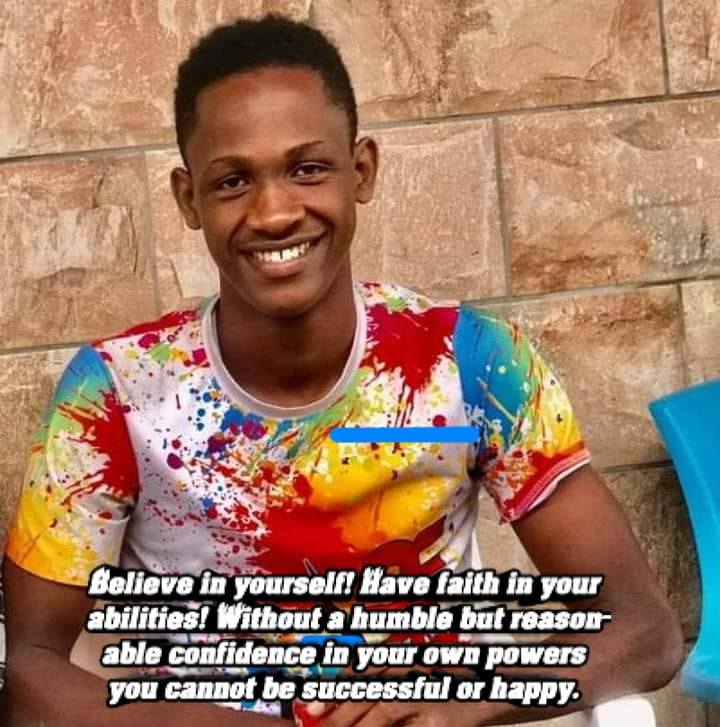 Believe in yourself! Have faith in your
abilities! Without a humble but reason-
able confidence in your own powers
you cannot be successful or happy.